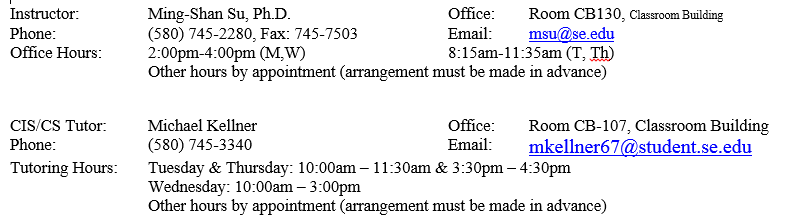 Instructor: Ming-Shan Su, Ph.D. Office: Room CB130, Classroom Building
Phone: (580) 745-2280, Fax: 745-7503 Email: msu@se.edu
Office Hours: 2:00pm-4:00pm (M,W) 8:15am-11:35am (T, Th)
Other hours by appointment (arrangement must be made in advance)
CIS/CS Tutor: Michael Kellner Office: Room CB-107, Classroom Building
Phone: (580) 745-3340 Email: mkellner67@student.se.edu
Tutoring Hours: Tuesday & Thursday: 10:00am – 11:30am & 3:30pm – 4:30pm
Wednesday: 10:00am – 3:00pm
Other hours by appointment (arrangement must be made in advance)